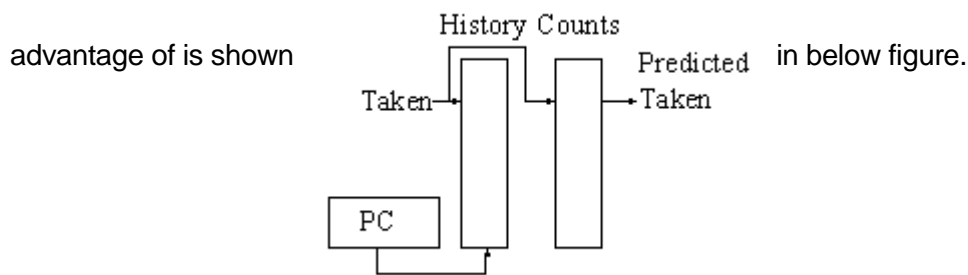 History Counts
advantage of is shown in below figure.
Predicted
Taken Taken
PC